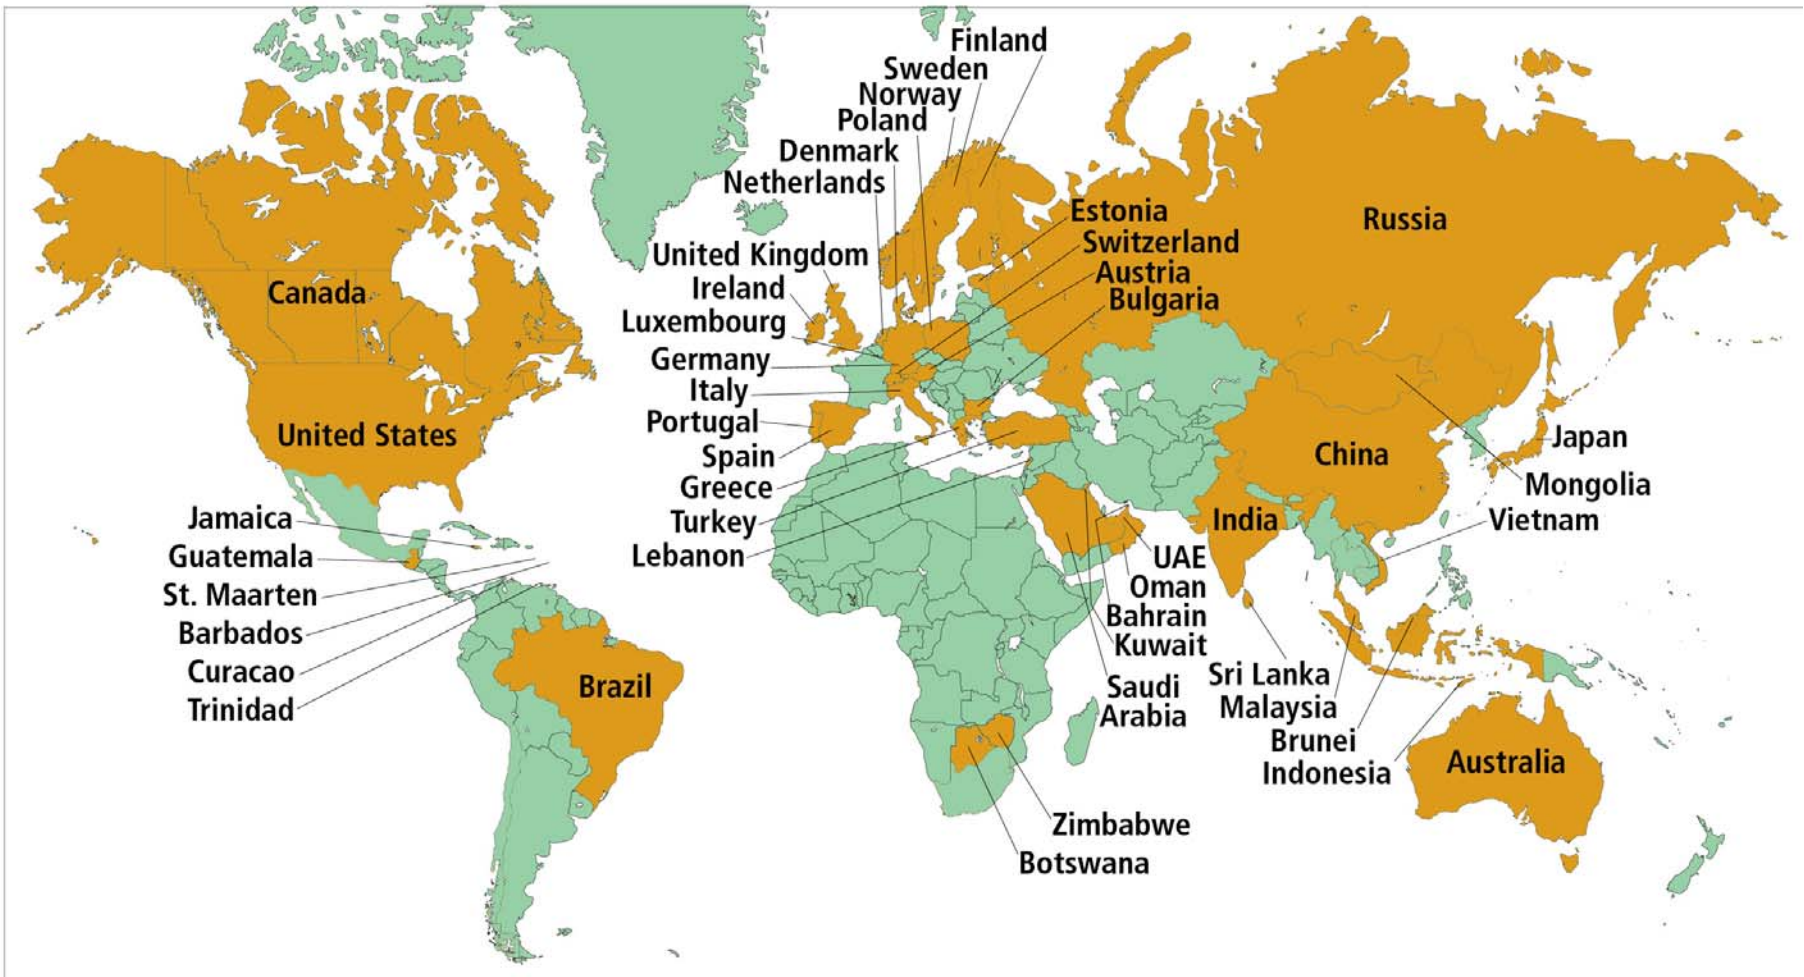 Finland
Sweden
Norway
Poland
Denmark
Netherlands
Estonia
Russia
Switzerland
United Kingdom
Austria
Ireland
Canada
Bulgaria
Luxembourg
Germany
Italy
Portugal
United States
Japan
Spain
China
Greece
Mongolia
Jamaica
Turkey
India
Vietnam
Guatemala
Lebanon
UAE
Oman
St. Maarten
Bahrain
Barbados
Kuwait
Curacao
Sri Lanka
Brazil
Saudi
Arabia
Trinidad
Malaysia
Brunei
Indonesia
Australia
Zimbabwe
Botswana